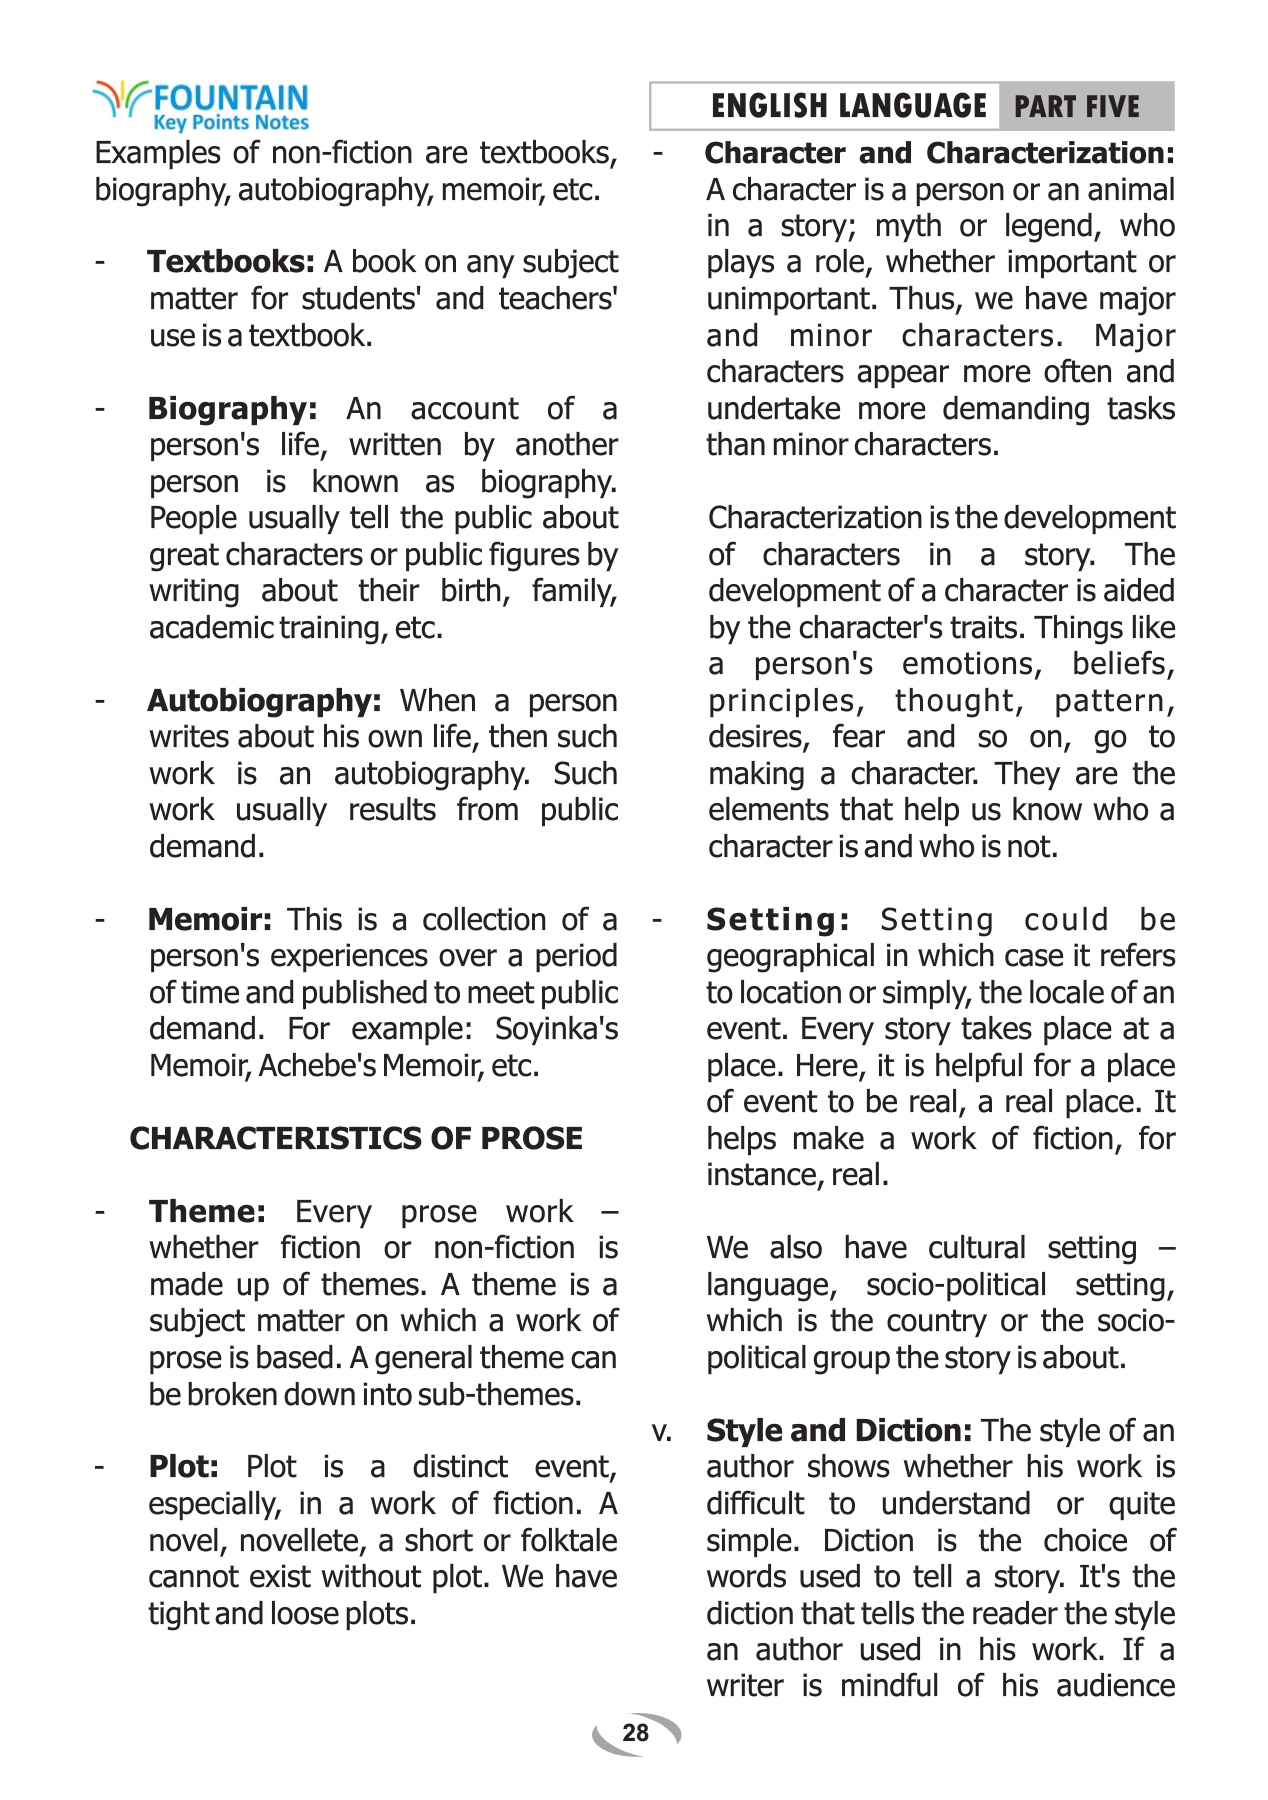 FOUNTAIN
Key Points Notes
ENGLISH LANGUAGE PART FIVE
Examples of non-fiction are textbooks,
biography, autobiography, memoir, etc.
- Textbooks: A book on any subject
matter for students' and teachers'
use is a textbook.
- Biography: An account of a
person's life, written by another
person is known as biography.
People usually tell the public about
great characters or public figures by
writing about their birth, family,
academic training, etc.
- Autobiography: When a person
writes about his own life, then such
work is an autobiography. Such
work usually results from public
demand.
- Memoir: This is a collection of a
person's experiences over a period
of time and published to meet public
demand. For example: Soyinka's
Memoir, Achebe's Memoir, etc.
CHARACTERISTICS OF PROSE
- Theme: Every prose work –
whether fiction or non-fiction is
made up of themes. A theme is a
subject matter on which a work of
prose is based. A general theme can
be broken down into sub-themes.
- Plot: Plot is a distinct event,
especially, in a work of fiction. A
novel, novellete, a short or folktale
cannot exist without plot. We have
tight and loose plots.
- Character and Characterization:
A character is a person or an animal
in a story; myth or legend, who
plays a role, whether important or
unimportant. Thus, we have major
and minor characters. Major
characters appear more often and
undertake more demanding tasks
than minor characters.
Characterization is the development
of characters in a story. The
development of a character is aided
by the character's traits. Things like
a person's emotions, beliefs,
principles, thought, pattern,
desires, fear and so on, go to
making a character. They are the
elements that help us know who a
character is and who is not.
- Setting: Setting could be
geographical in which case it refers
to location or simply, the locale of an
event. Every story takes place at a
place. Here, it is helpful for a place
of event to be real, a real place. It
helps make a work of fiction, for
instance, real.
We also have cultural setting –
language, socio-political setting,
which is the country or the socio-
political group the story is about.
v. Style and Diction: The style of an
author shows whether his work is
difficult to understand or quite
simple. Diction is the choice of
words used to tell a story. It's the
diction that tells the reader the style
an author used in his work. If a
writer is mindful of his audience
28